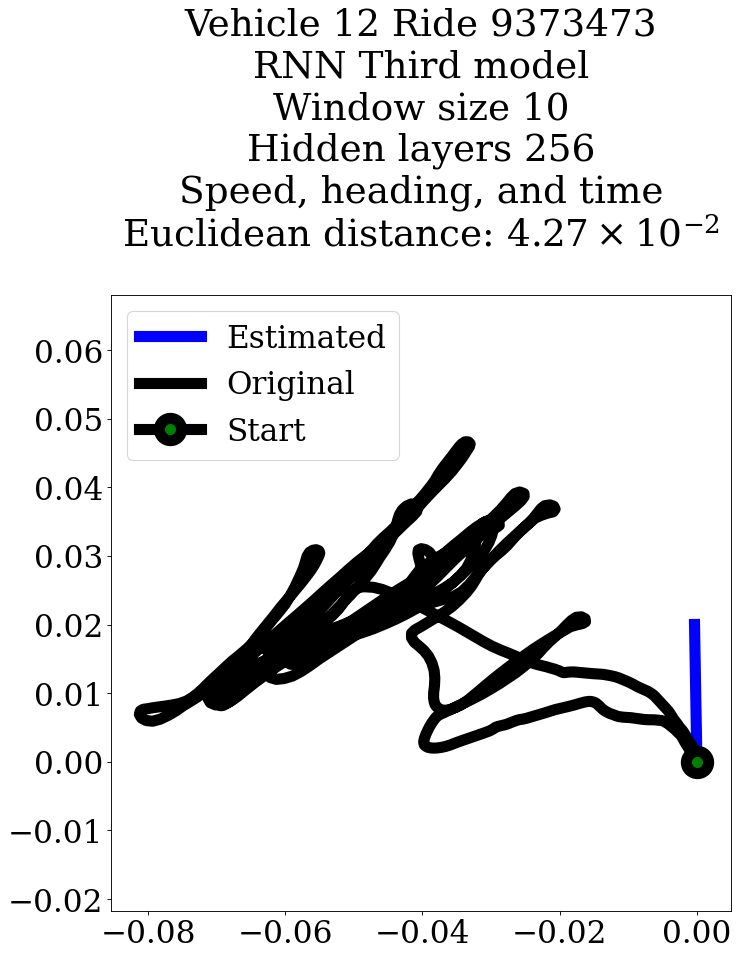 Vehicle 12 Ride 9373473
RNN Third model
Window size 10
Hidden layers 256
Speed, heading, and time
Euclidean distance: 4.27 × 10⁻²
Estimated
Original
Start
0.06
0.05
0.04
0.03
0.02
0.01
0.00
−0.01
−0.02
−0.08 −0.06 −0.04 −0.02 0.00